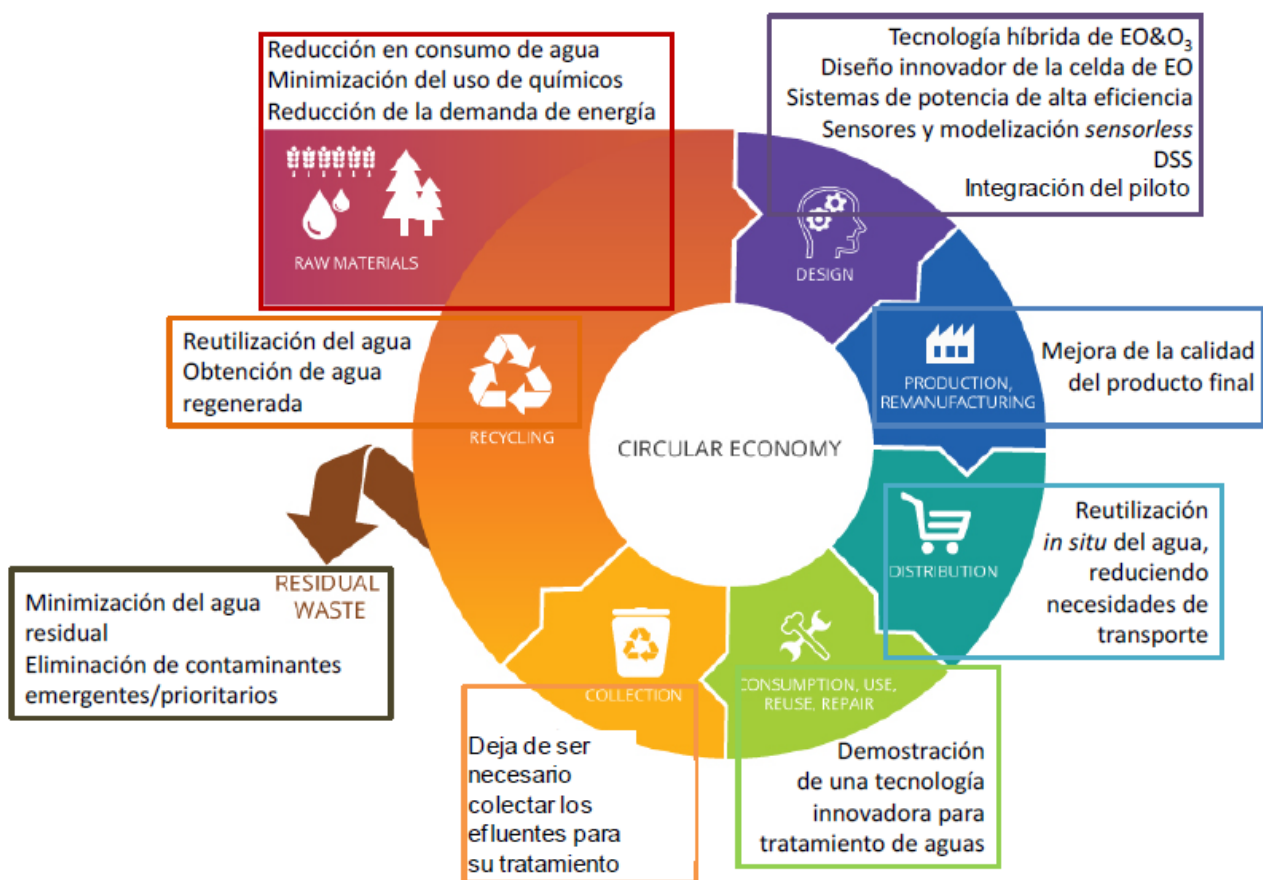 Reducción en consumo de agua
Minimización del uso de químicos
Reducción de la demanda de energía
RAW MATERIALS
Tecnología híbrida de EO&O₃
Diseño innovador de la celda de EO
Sistemas de potencia de alta eficiencia
Sensores y modelización sensorless
DSS
Integración del piloto
DESIGN
PRODUCTION,
REMANUFACTURING
Mejora de la calidad
del producto final
Reutilización del agua
Obtención de agua
regenerada
RECYCLING
CIRCULAR ECONOMY
DISTRIBUTION
Reutilización
in situ del agua,
reduciendo
necesidades de
transporte
RESIDUAL
WASTE
Minimización del agua
residual
Eliminación de contaminantes
emergentes/prioritarios
COLLECTION
Deja de ser
necesario
colectar los
efluentes para
su tratamiento
CONSUMPTION, USE,
REUSE, REPAIR
Demostración
de una tecnología
innovadora para
tratamiento de aguas